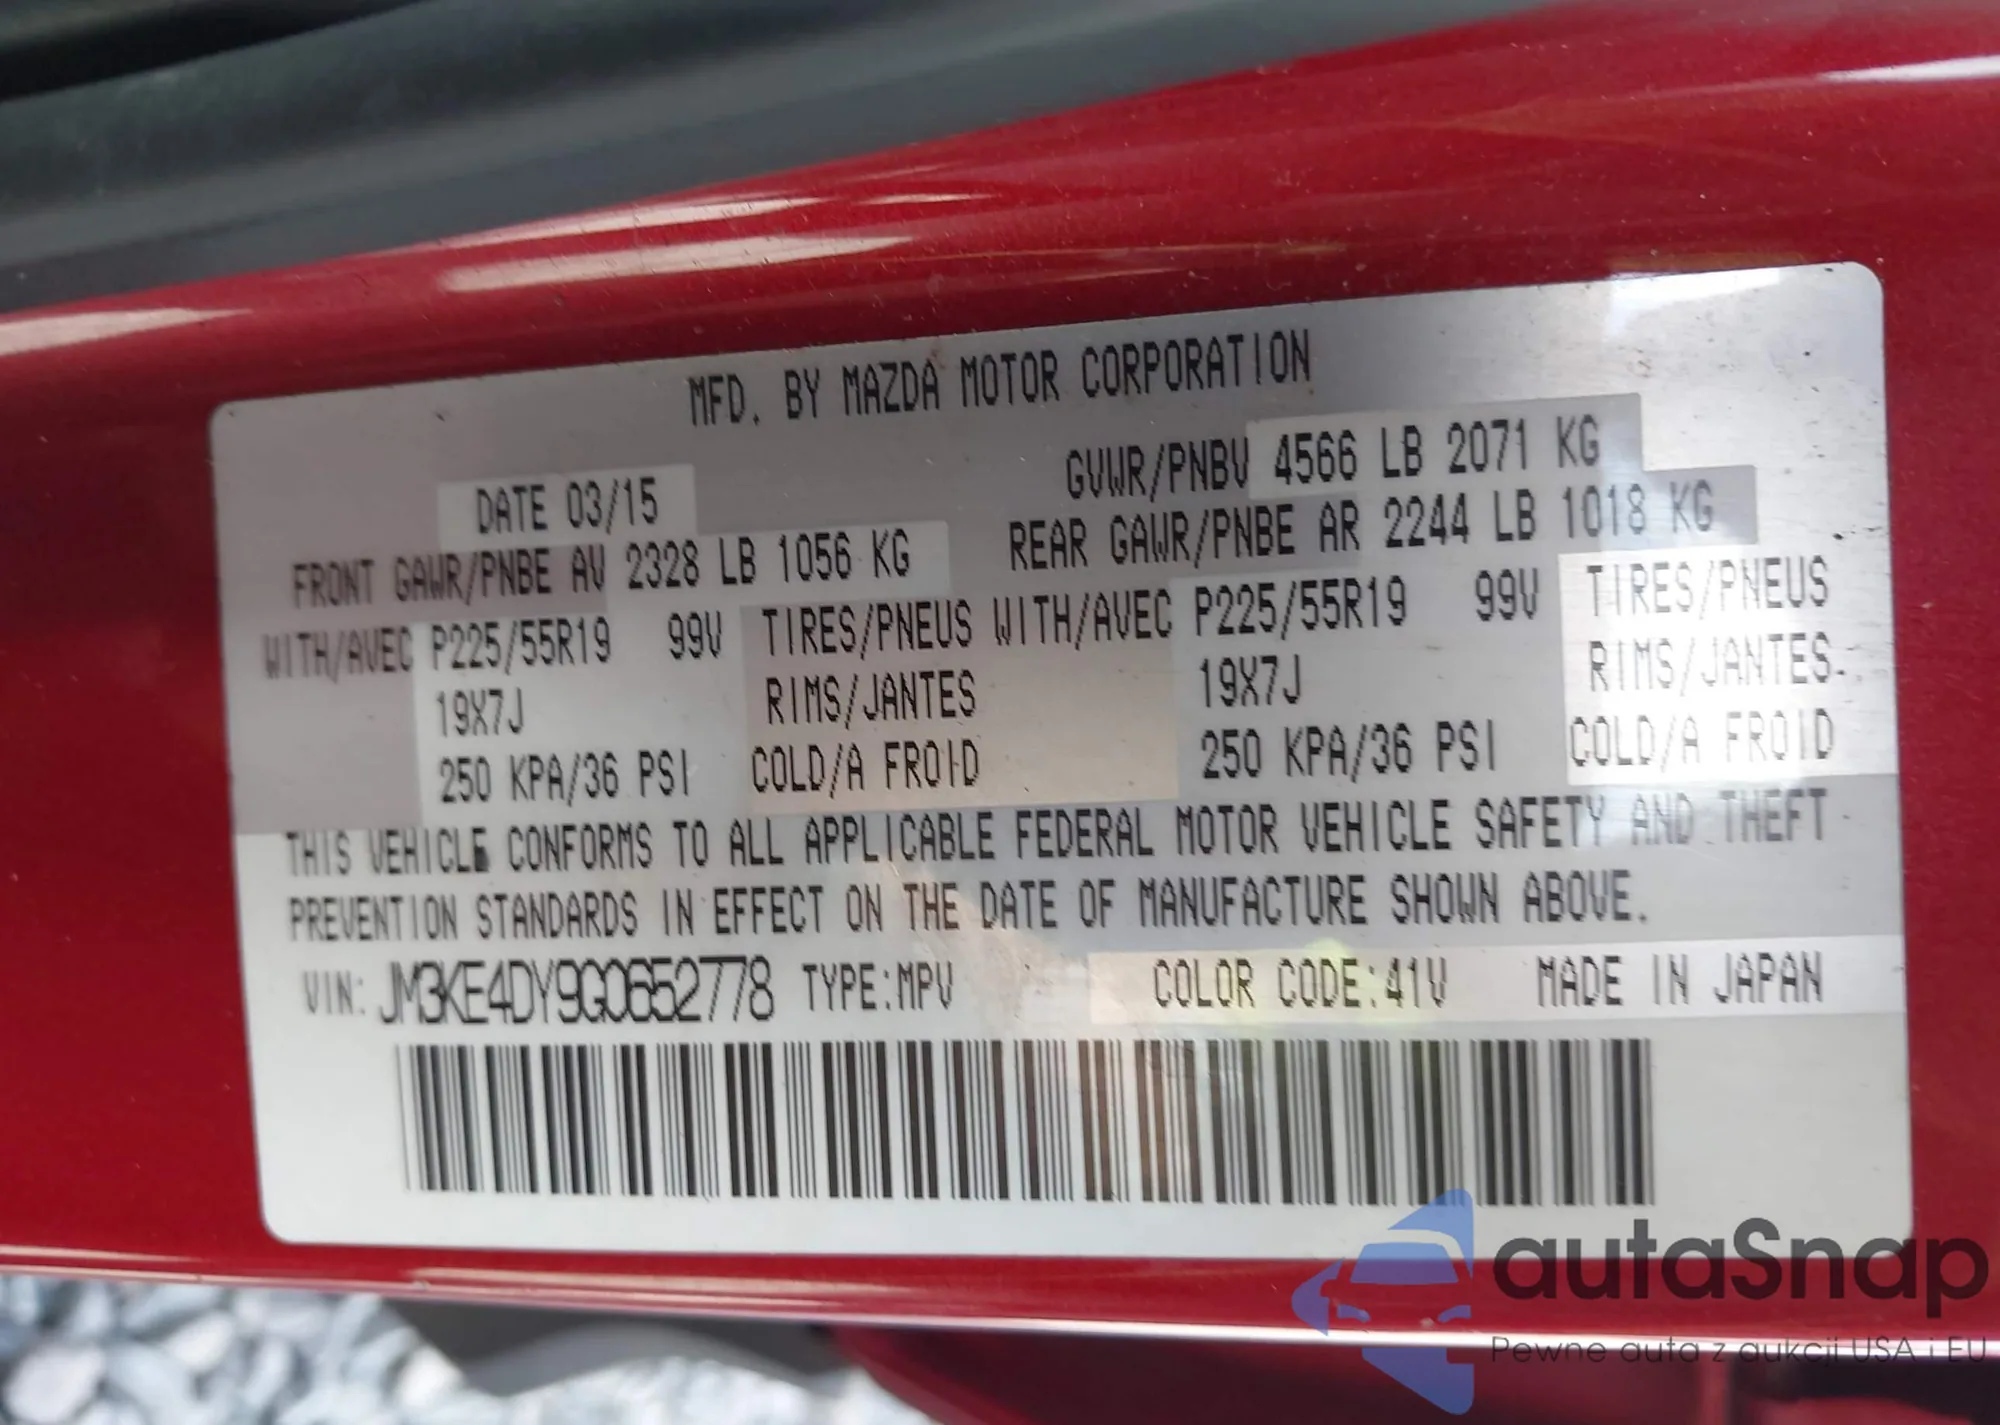 MFD. BY MAZDA MOTOR CORPORATION
DATE 03/15 GVWR/PNBV 4566 LB 2071 KG
FRONT GAWR/PNBE AV 2328 LB 1056 KG REAR GAWR/PNBE AR 2244 LB 1018 KG
WITH/AVEC P225/55R19 99V TIRES/PNEUS WITH/AVEC P225/55R19 99V TIRES/PNEUS
19X7J RIMS/JANTES 19X7J RIMS/JANTES
250 KPA/36 PSI COLD/A FROID 250 KPA/36 PSI COLD/A FROID
THIS VEHICLE CONFORMS TO ALL APPLICABLE FEDERAL MOTOR VEHICLE SAFETY AND THEFT
PREVENTION STANDARDS IN EFFECT ON THE DATE OF MANUFACTURE SHOWN ABOVE.
VIN: JM3KE4DY9G0652778 TYPE:MPV COLOR CODE:41V MADE IN JAPAN
autaSnap
Pewne auta z aukcji USA i EU